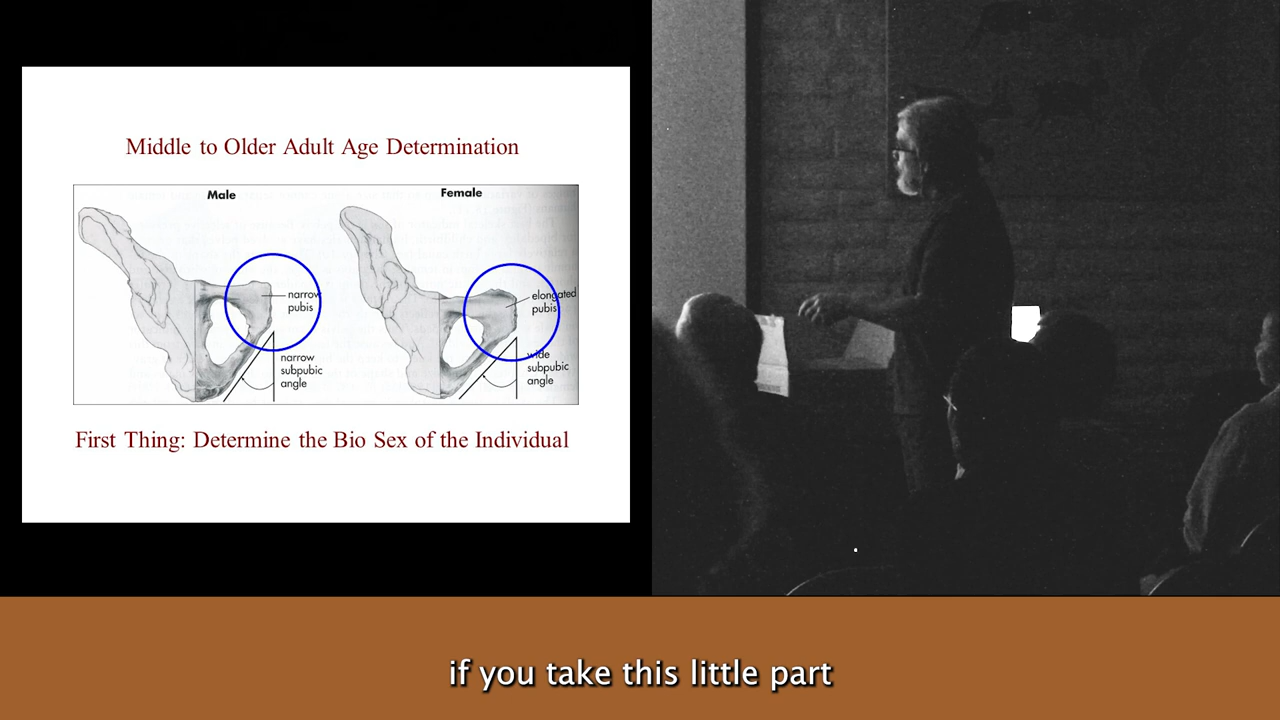 Middle to Older Adult Age Determination
Male
Female
narrow
pubis
elongated
pubis
narrow
subpubic
angle
wide
subpubic
angle
First Thing: Determine the Bio Sex of the Individual
if you take this little part